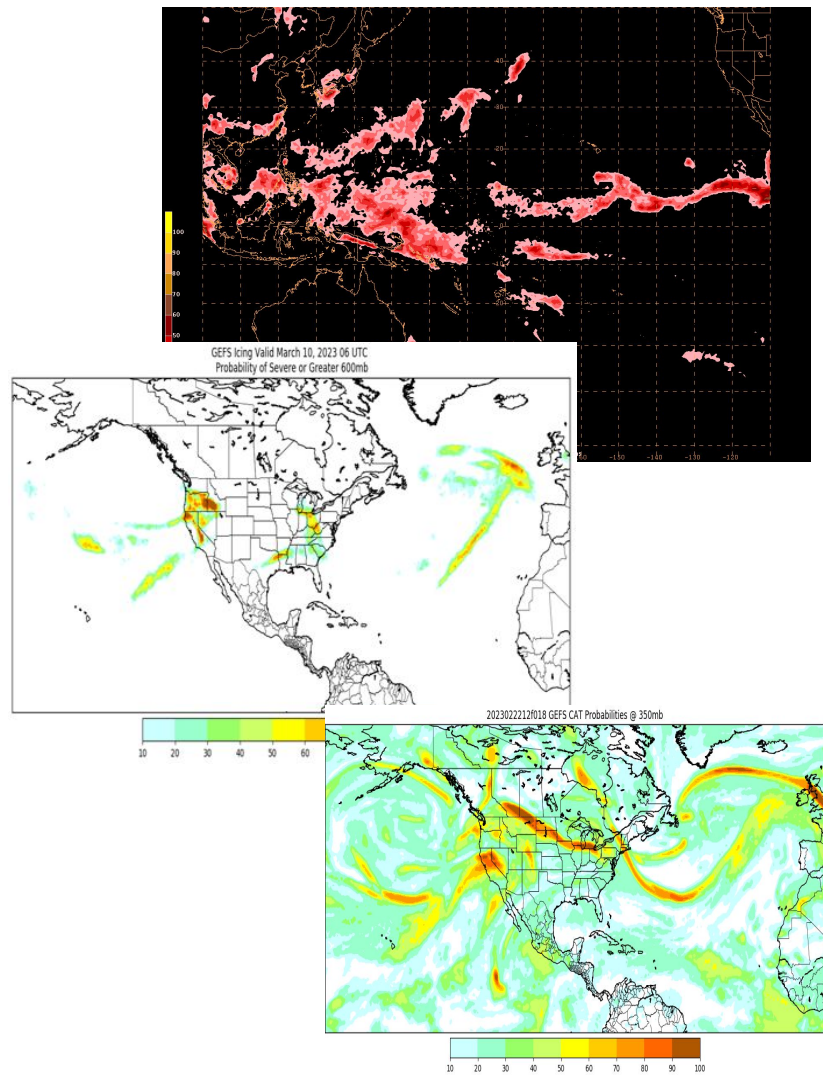 40
20
100
90
80
70
60
50
-150
-140
-130
-120
GEFS Icing Valid March 10, 2023 06 UTC
Probability of Severe or Greater 600mb
10 20 30 40 50 60
2023022212f018 GEFS CAT Probabilities @ 350mb
10 20 30 40 50 60 70 80 90 100